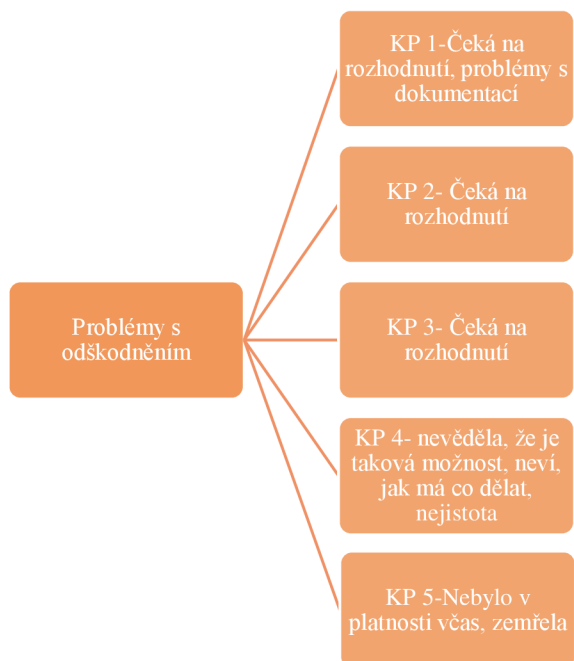 KP 1-Čeká na
rozhodnutí, problémy s
dokumentací
KP 2- Čeká na
rozhodnutí
Problémy s
odškodněním
KP 3- Čeká na
rozhodnutí
KP 4- nevěděla, že je
taková možnost, neví,
jak má co dělat,
nejistota
KP 5-Nebylo v
platnosti včas, zemřela